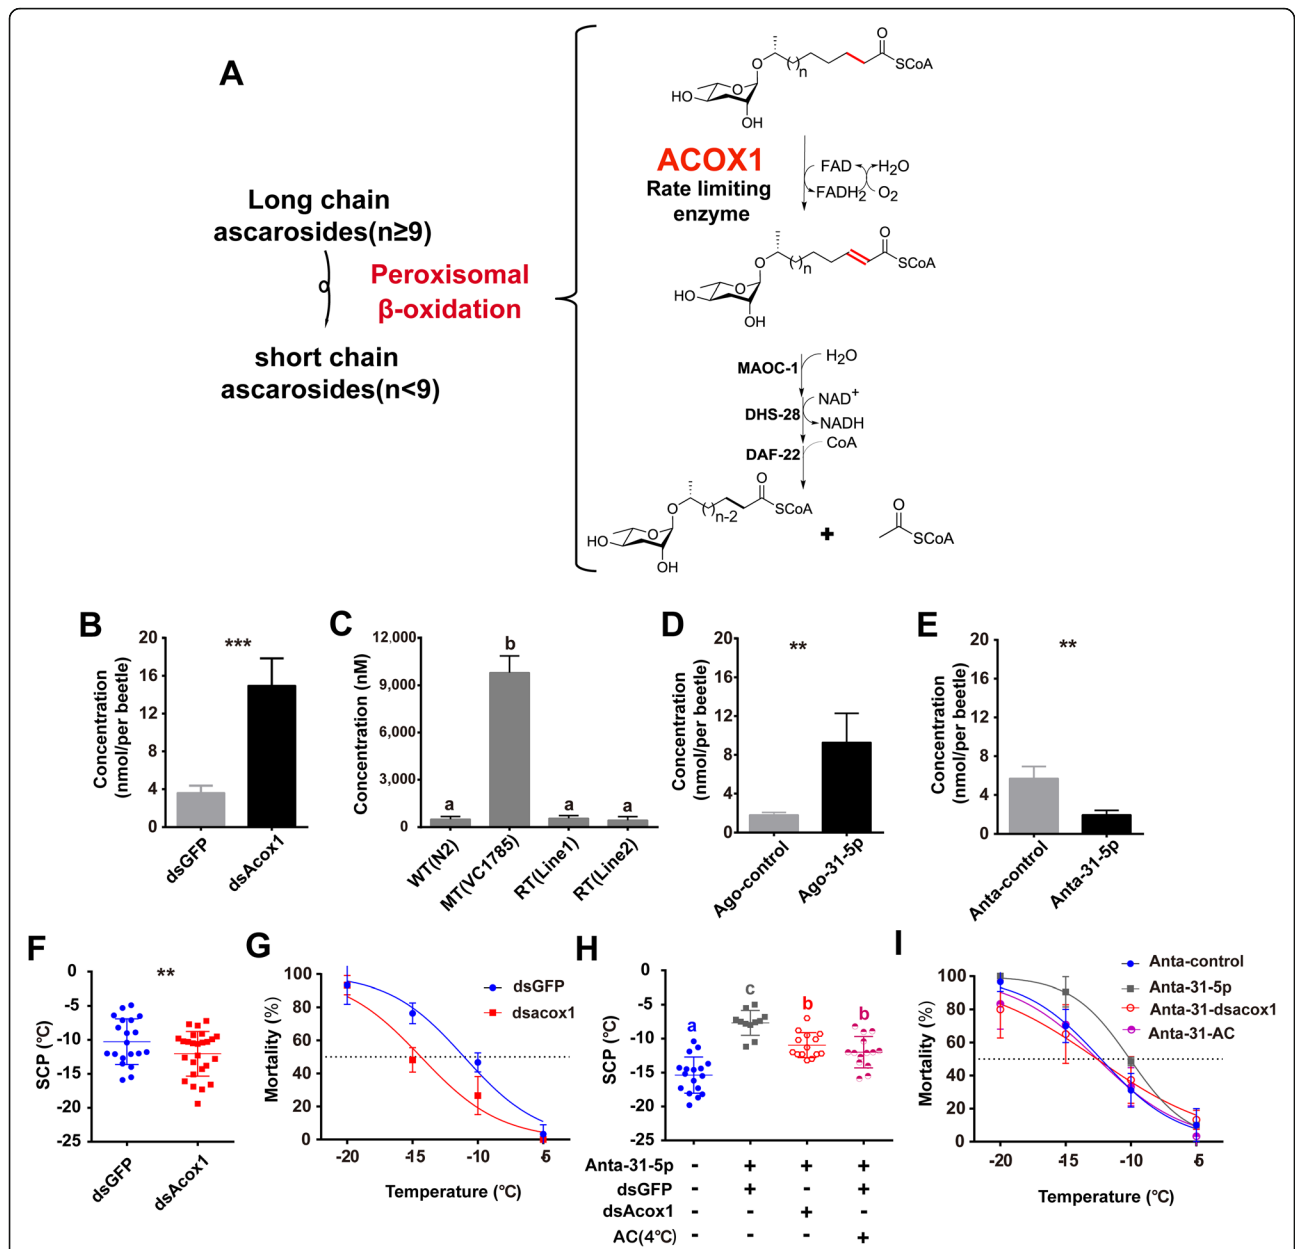 A
Long chain
ascarosides(n≥9)
Peroxisomal
β-oxidation
short chain
ascarosides(n<9)
O
SCoA
O
n
O
HO
OH
ACOX1
Rate limiting
enzyme
FAD
H2O
FADH2
O2
O
SCoA
O
n
O
HO
OH
MAOC-1
H2O
DHS-28
NAD+
NADH
DAF-22
CoA
O
SCoA
O
n-2
O
HO
OH
+
O
SCoA
B
Concentration
(nmol/per beetle)
20
16
12
8
4
0
***
dsGFP
dsAcox1
C
Concentration (nM)
12,000
9,000
6,000
3,000
0
a
b
a
a
WT(N2)
MT(VC1785)
RT(Line1)
RT(Line2)
D
Concentration
(nmol/per beetle)
20
16
12
8
4
0
**
Ago-control
Ago-31-5p
E
Concentration
(nmol/per beetle)
20
16
12
8
4
0
**
Anta-control
Anta-31-5p
F
SCP (℃)
0
-5
-10
-15
-20
-25
**
dsGFP
dsAcox1
G
Mortality (%)
100
80
60
40
20
0
dsGFP
dsacox1
-20
-15
-10
-5
Temperature (℃)
H
SCP (℃)
0
-5
-10
-15
-20
-25
a
c
b
b
Anta-31-5p - + + +
dsGFP - + - +
dsAcox1 - - + -
AC(4℃) - - - +
I
Mortality (%)
100
80
60
40
20
0
Anta-control
Anta-31-5p
Anta-31-dsacox1
Anta-31-AC
-20
-15
-10
-5
Temperature (℃)